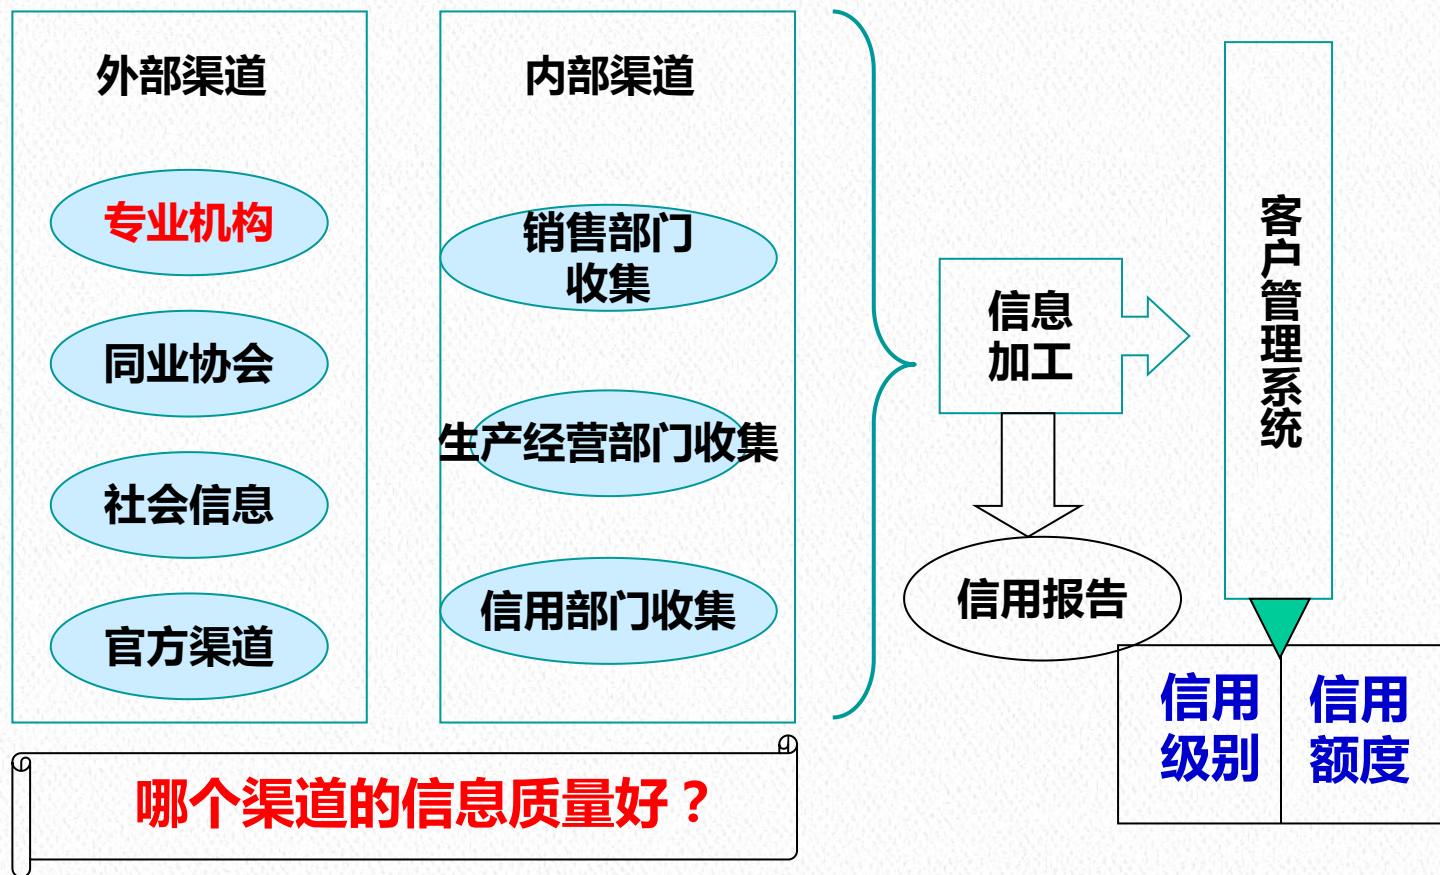 外部渠道
专业机构
同业协会
社会信息
官方渠道
内部渠道
销售部门
收集
生产经营部门收集
信用部门收集
信息
加工
信用报告
客户管理系统
信用
级别
信用
额度
哪个渠道的信息质量好？